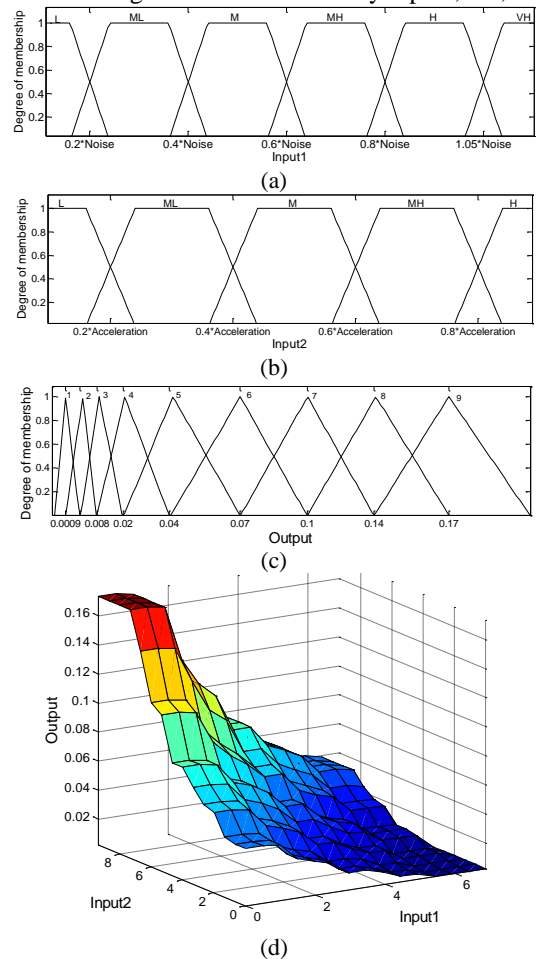 L ML M MH H VH
1
0.8
0.6
0.4
0.2
Degree of membership
0.2*Noise 0.4*Noise 0.6*Noise 0.8*Noise 1.05*Noise
Input1
(a)
L ML M MH H
1
0.8
0.6
0.4
0.2
Degree of membership
0.2*Acceleration 0.4*Acceleration 0.6*Acceleration 0.8*Acceleration
Input2
(b)
1 2 3 4 5 6 7 8 9
1
0.8
0.6
0.4
0.2
Degree of membership
0.0009 0.008 0.02 0.04 0.07 0.1 0.14 0.17
Output
(c)
0.16
0.14
0.12
0.1
0.08
0.06
0.04
0.02
Output
8
6
4
2
0
Input2
0
2
4
6
Input1
(d)